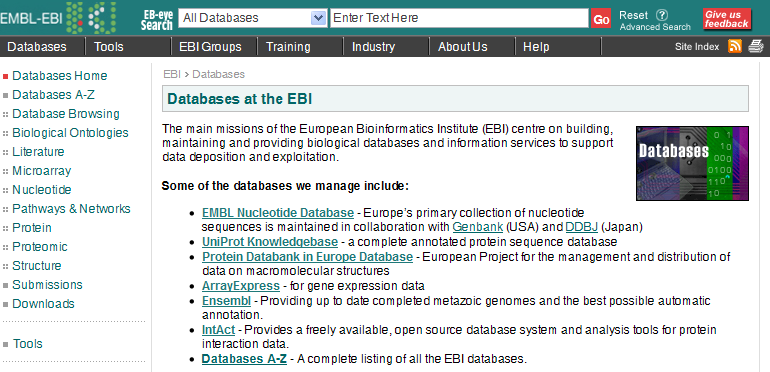 EMBL-EBI
EB-eye
Search
All Databases
Enter Text Here
Go
Reset ?
Advanced Search
Give us
feedback
Databases Tools EBI Groups Training Industry About Us Help Site Index
EBI > Databases
Databases Home
Databases A-Z
Database Browsing
Biological Ontologies
Literature
Microarray
Nucleotide
Pathways & Networks
Protein
Proteomic
Structure
Submissions
Downloads
Tools
Databases at the EBI
The main missions of the European Bioinformatics Institute (EBI) centre on building,
maintaining and providing biological databases and information services to support
data deposition and exploitation.
Databases
Some of the databases we manage include:
EMBL Nucleotide Database - Europe's primary collection of nucleotide
sequences is maintained in collaboration with Genbank (USA) and DDBJ (Japan)
UniProt Knowledgebase - a complete annotated protein sequence database
Protein Databank in Europe Database - European Project for the management and distribution of
data on macromolecular structures
ArrayExpress - for gene expression data
Ensembl - Providing up to date completed metazoic genomes and the best possible automatic
annotation.
IntAct - Provides a freely available, open source database system and analysis tools for protein
interaction data.
Databases A-Z - A complete listing of all the EBI databases.